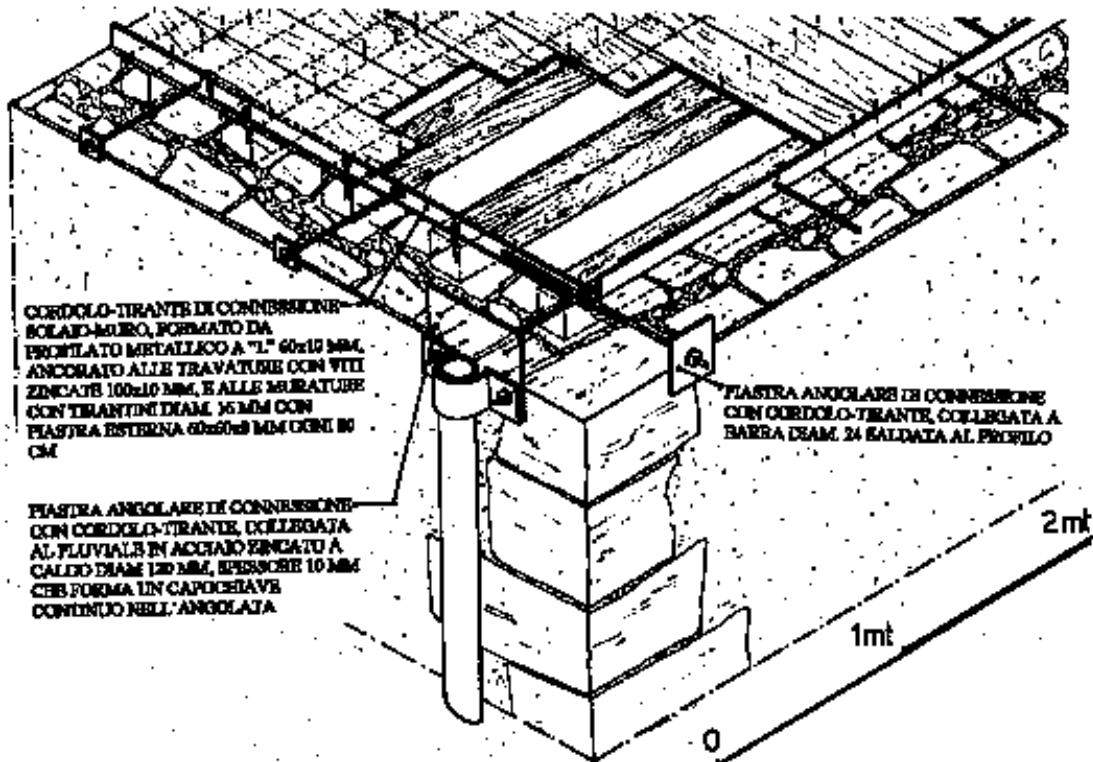 CORDOLO-TIRANTE DI CONNESSIONE
SOLAIO-MURO, FORMATO DA
PROFILATO METALLICO A "L" 60x10 MM,
ANCORATO ALLE TRAVATURE CON VITI
ZINCATE 100x10 MM, E ALLE MURATURE
CON TIRANTINI DIAM. 16 MM CON
PIASTRA ESTERNA 60x60x8 MM OGNI 80
CM
PIASTRA ANGOLARE DI CONNESSIONE
CON CORDOLO-TIRANTE, COLLEGATA A
BARRA DIAM. 24 SALDATA AL PROFILO
PIASTRA ANGOLARE DI CONNESSIONE
CON CORDOLO-TIRANTE, COLLEGATA
AL PLUVIALE IN ACCIAIO ZINCATO A
CALDO DIAM 120 MM, SPESSORE 10 MM
CHE FORMA UN CAPOCHIAVE
CONTINUO NELL'ANGOLATA
2mt
1mt
0